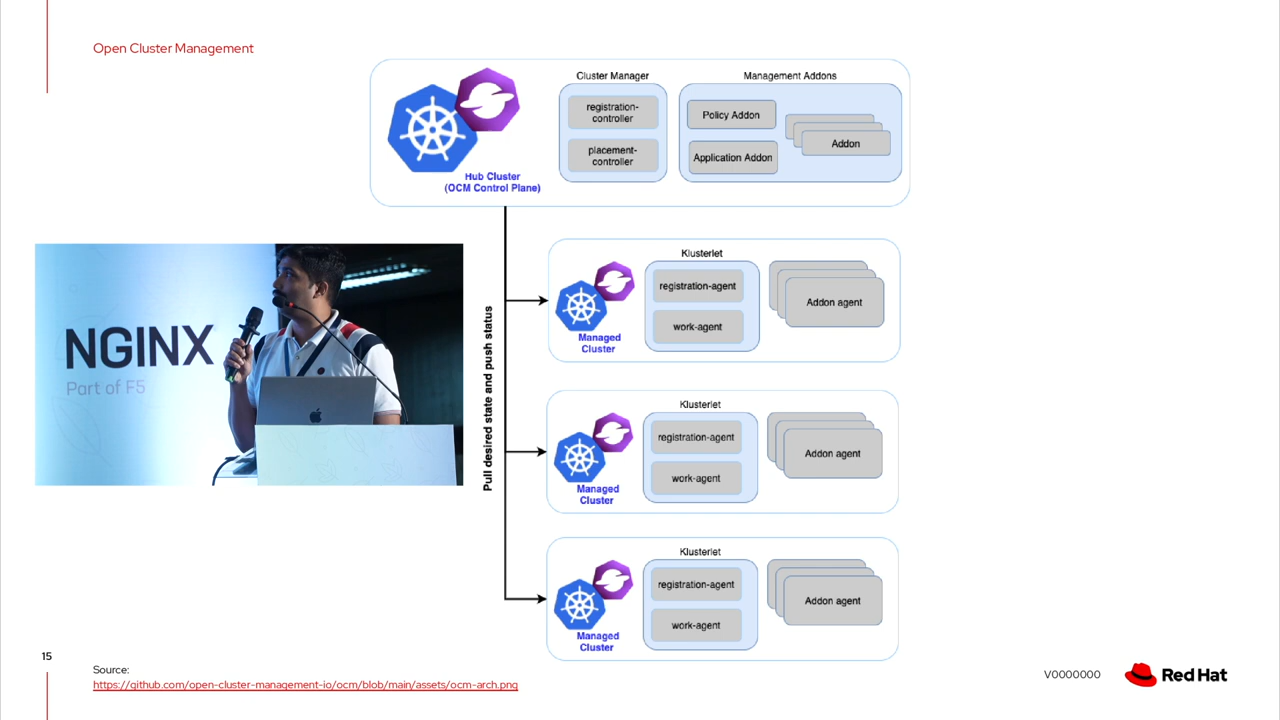 Open Cluster Management
Cluster Manager
registration-
controller
placement-
controller
Management Addons
Policy Addon
Application Addon
Addon
Hub Cluster
(OCM Control Plane)
Pull desired state and push status
Klusterlet
registration-agent
work-agent
Addon agent
Managed
Cluster
Klusterlet
registration-agent
work-agent
Addon agent
Managed
Cluster
Klusterlet
registration-agent
work-agent
Addon agent
Managed
Cluster
NGINX
Part of F5
15
Source:
https://github.com/open-cluster-management-io/ocm/blob/main/assets/ocm-arch.png
V0000000
Red Hat